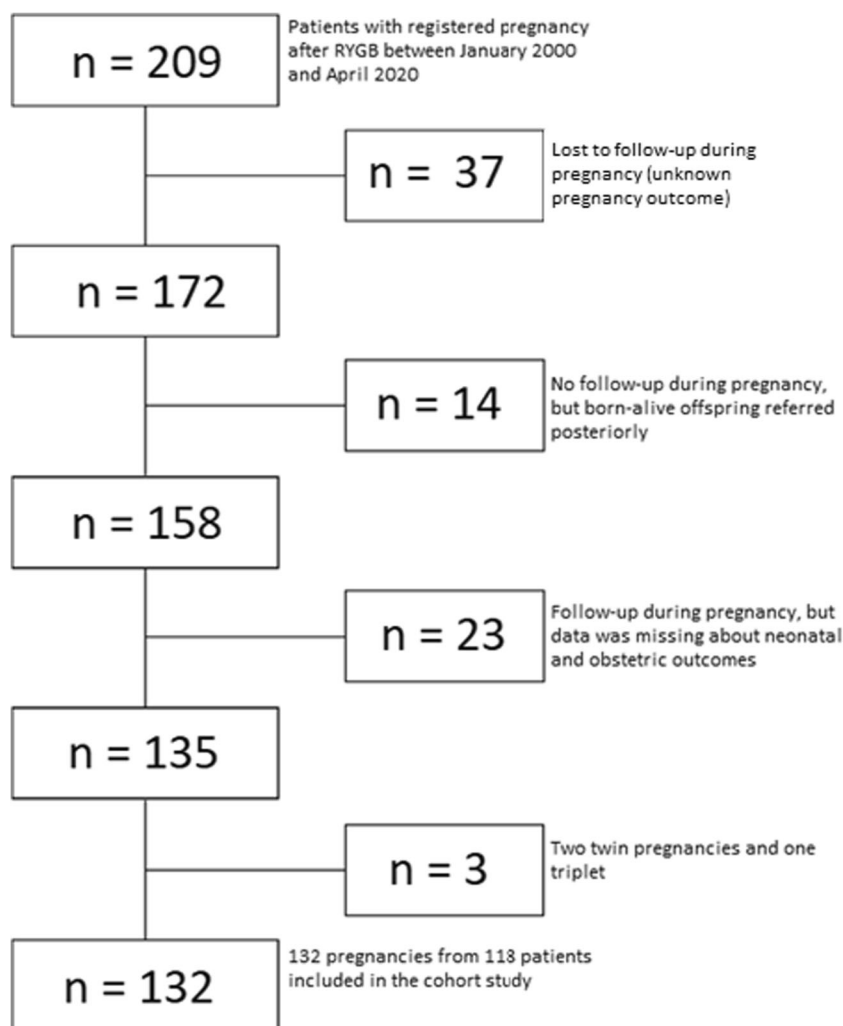 n = 209
Patients with registered pregnancy
after RYGB between January 2000
and April 2020
n = 37
Lost to follow-up during
pregnancy (unknown
pregnancy outcome)
n = 172
n = 14
No follow-up during pregnancy,
but born-alive offspring referred
posteriorly
n = 158
n = 23
Follow-up during pregnancy, but
data was missing about neonatal
and obstetric outcomes
n = 135
n = 3
Two twin pregnancies and one
triplet
n = 132
132 pregnancies from 118 patients
included in the cohort study